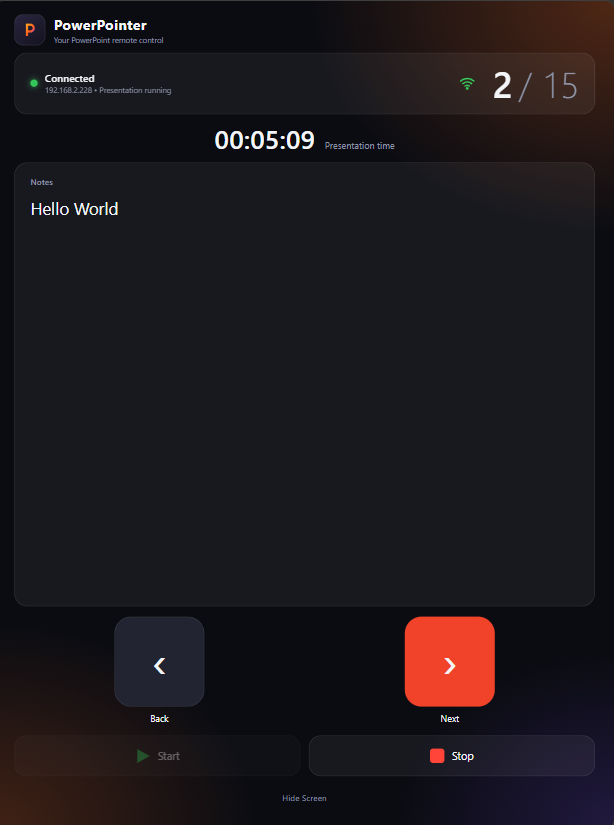 P
PowerPointer
Your PowerPoint remote control
Connected
192.168.2.228 • Presentation running
2 / 15
00:05:09 Presentation time
Notes
Hello World
‹ ›
Back Next
Start Stop
Hide Screen